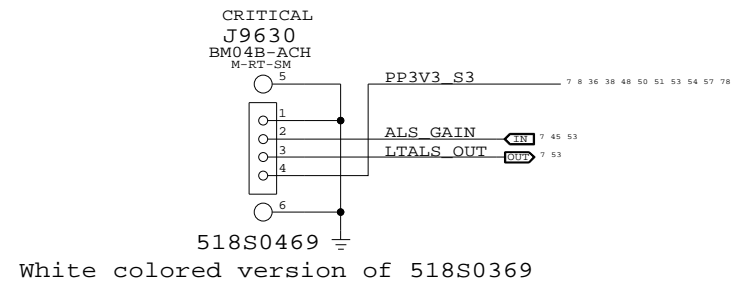 CRITICAL
J9630
BM04B-ACH
M-RT-SM
5
PP3V3_S3
7 8 36 38 48 50 51 53 54 57 78
1
2
ALS_GAIN
IN
7 45 53
3
LTALS_OUT
OUT
7 53
4
6
518S0469
White colored version of 518S0369